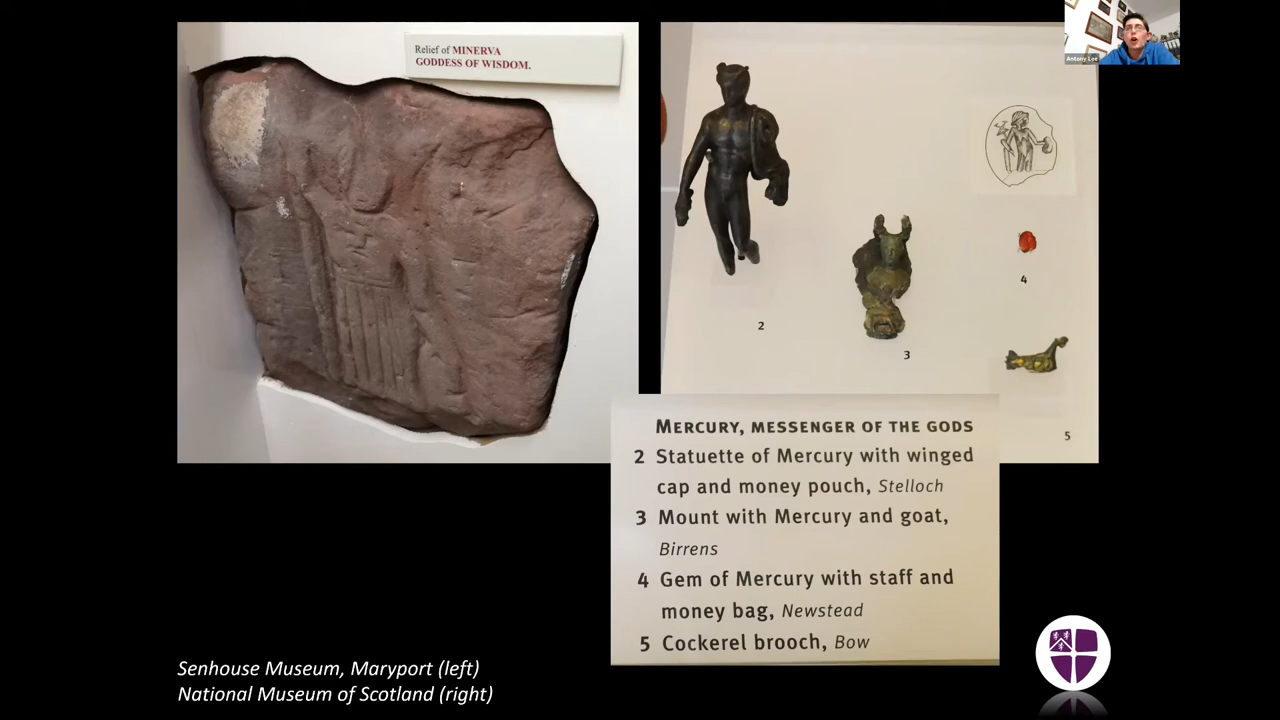 Relief of MINERVA
GODDESS OF WISDOM.
Antony Lee
2
3
4
5
MERCURY, MESSENGER OF THE GODS
2 Statuette of Mercury with winged
cap and money pouch, Stelloch
3 Mount with Mercury and goat,
Birrens
4 Gem of Mercury with staff and
money bag, Newstead
5 Cockerel brooch, Bow
Senhouse Museum, Maryport (left)
National Museum of Scotland (right)